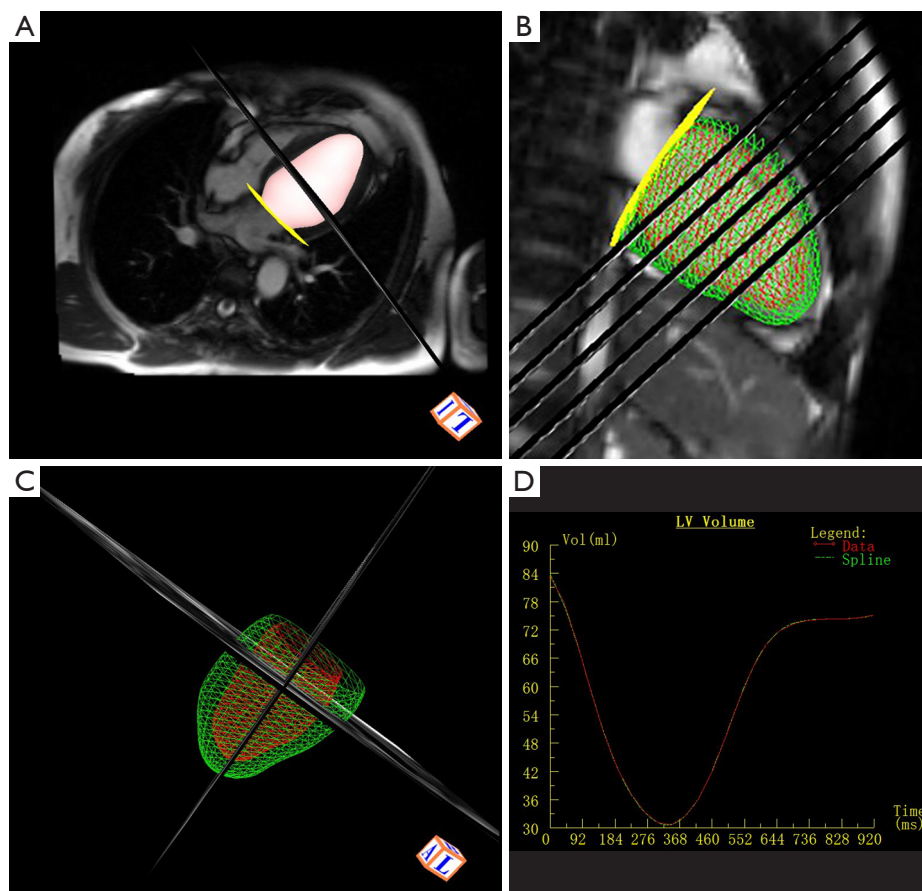 A
B
I L
C
A L
D
LV Volume
Vol(ml)
Legend:
Data
Spline
90
84
78
72
66
60
54
48
42
36
30
0 92 184 276 368 460 552 644 736 828 920
Time
(ms)